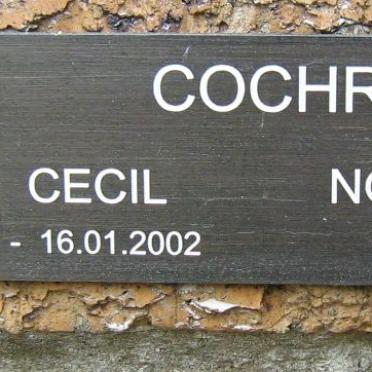 COCHR
CECIL NO
- 16.01.2002